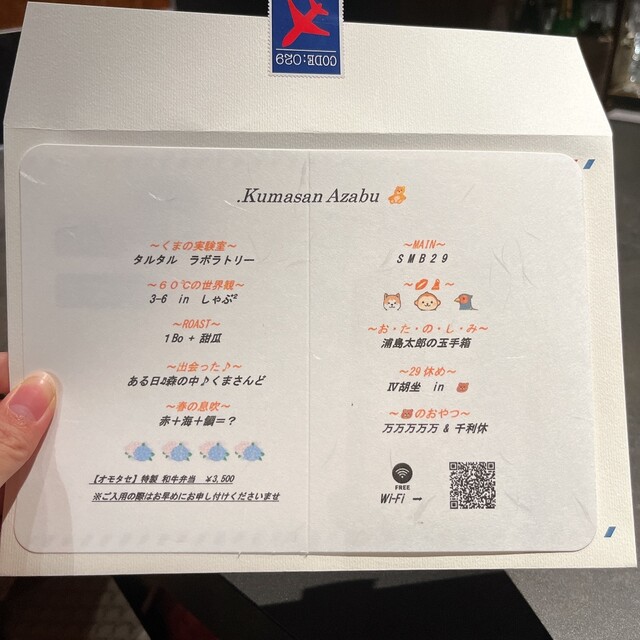 CODE:029
.Kumasan Azabu
～くまの実験室～
タルタル ラボラトリー
～６０℃の世界観～
3-6 in しゃぶ²
～ROAST～
1Bo + 甜瓜
～出会った♪～
ある日♫森の中♪くまさんど
～春の息吹～
赤＋海＋鍋＝？
【オモタセ】特製 和牛弁当 ￥3,500
※ご入用の際はお早めにお申し付けくださいませ
～MAIN～
ＳＭＢ２９
～お・た・の・し・み～
浦島太郎の玉手箱
～29 休め～
Ⅳ胡坐 in
～のおやつ～
万万万万万 & 千利休
FREE
Wi-Fi →